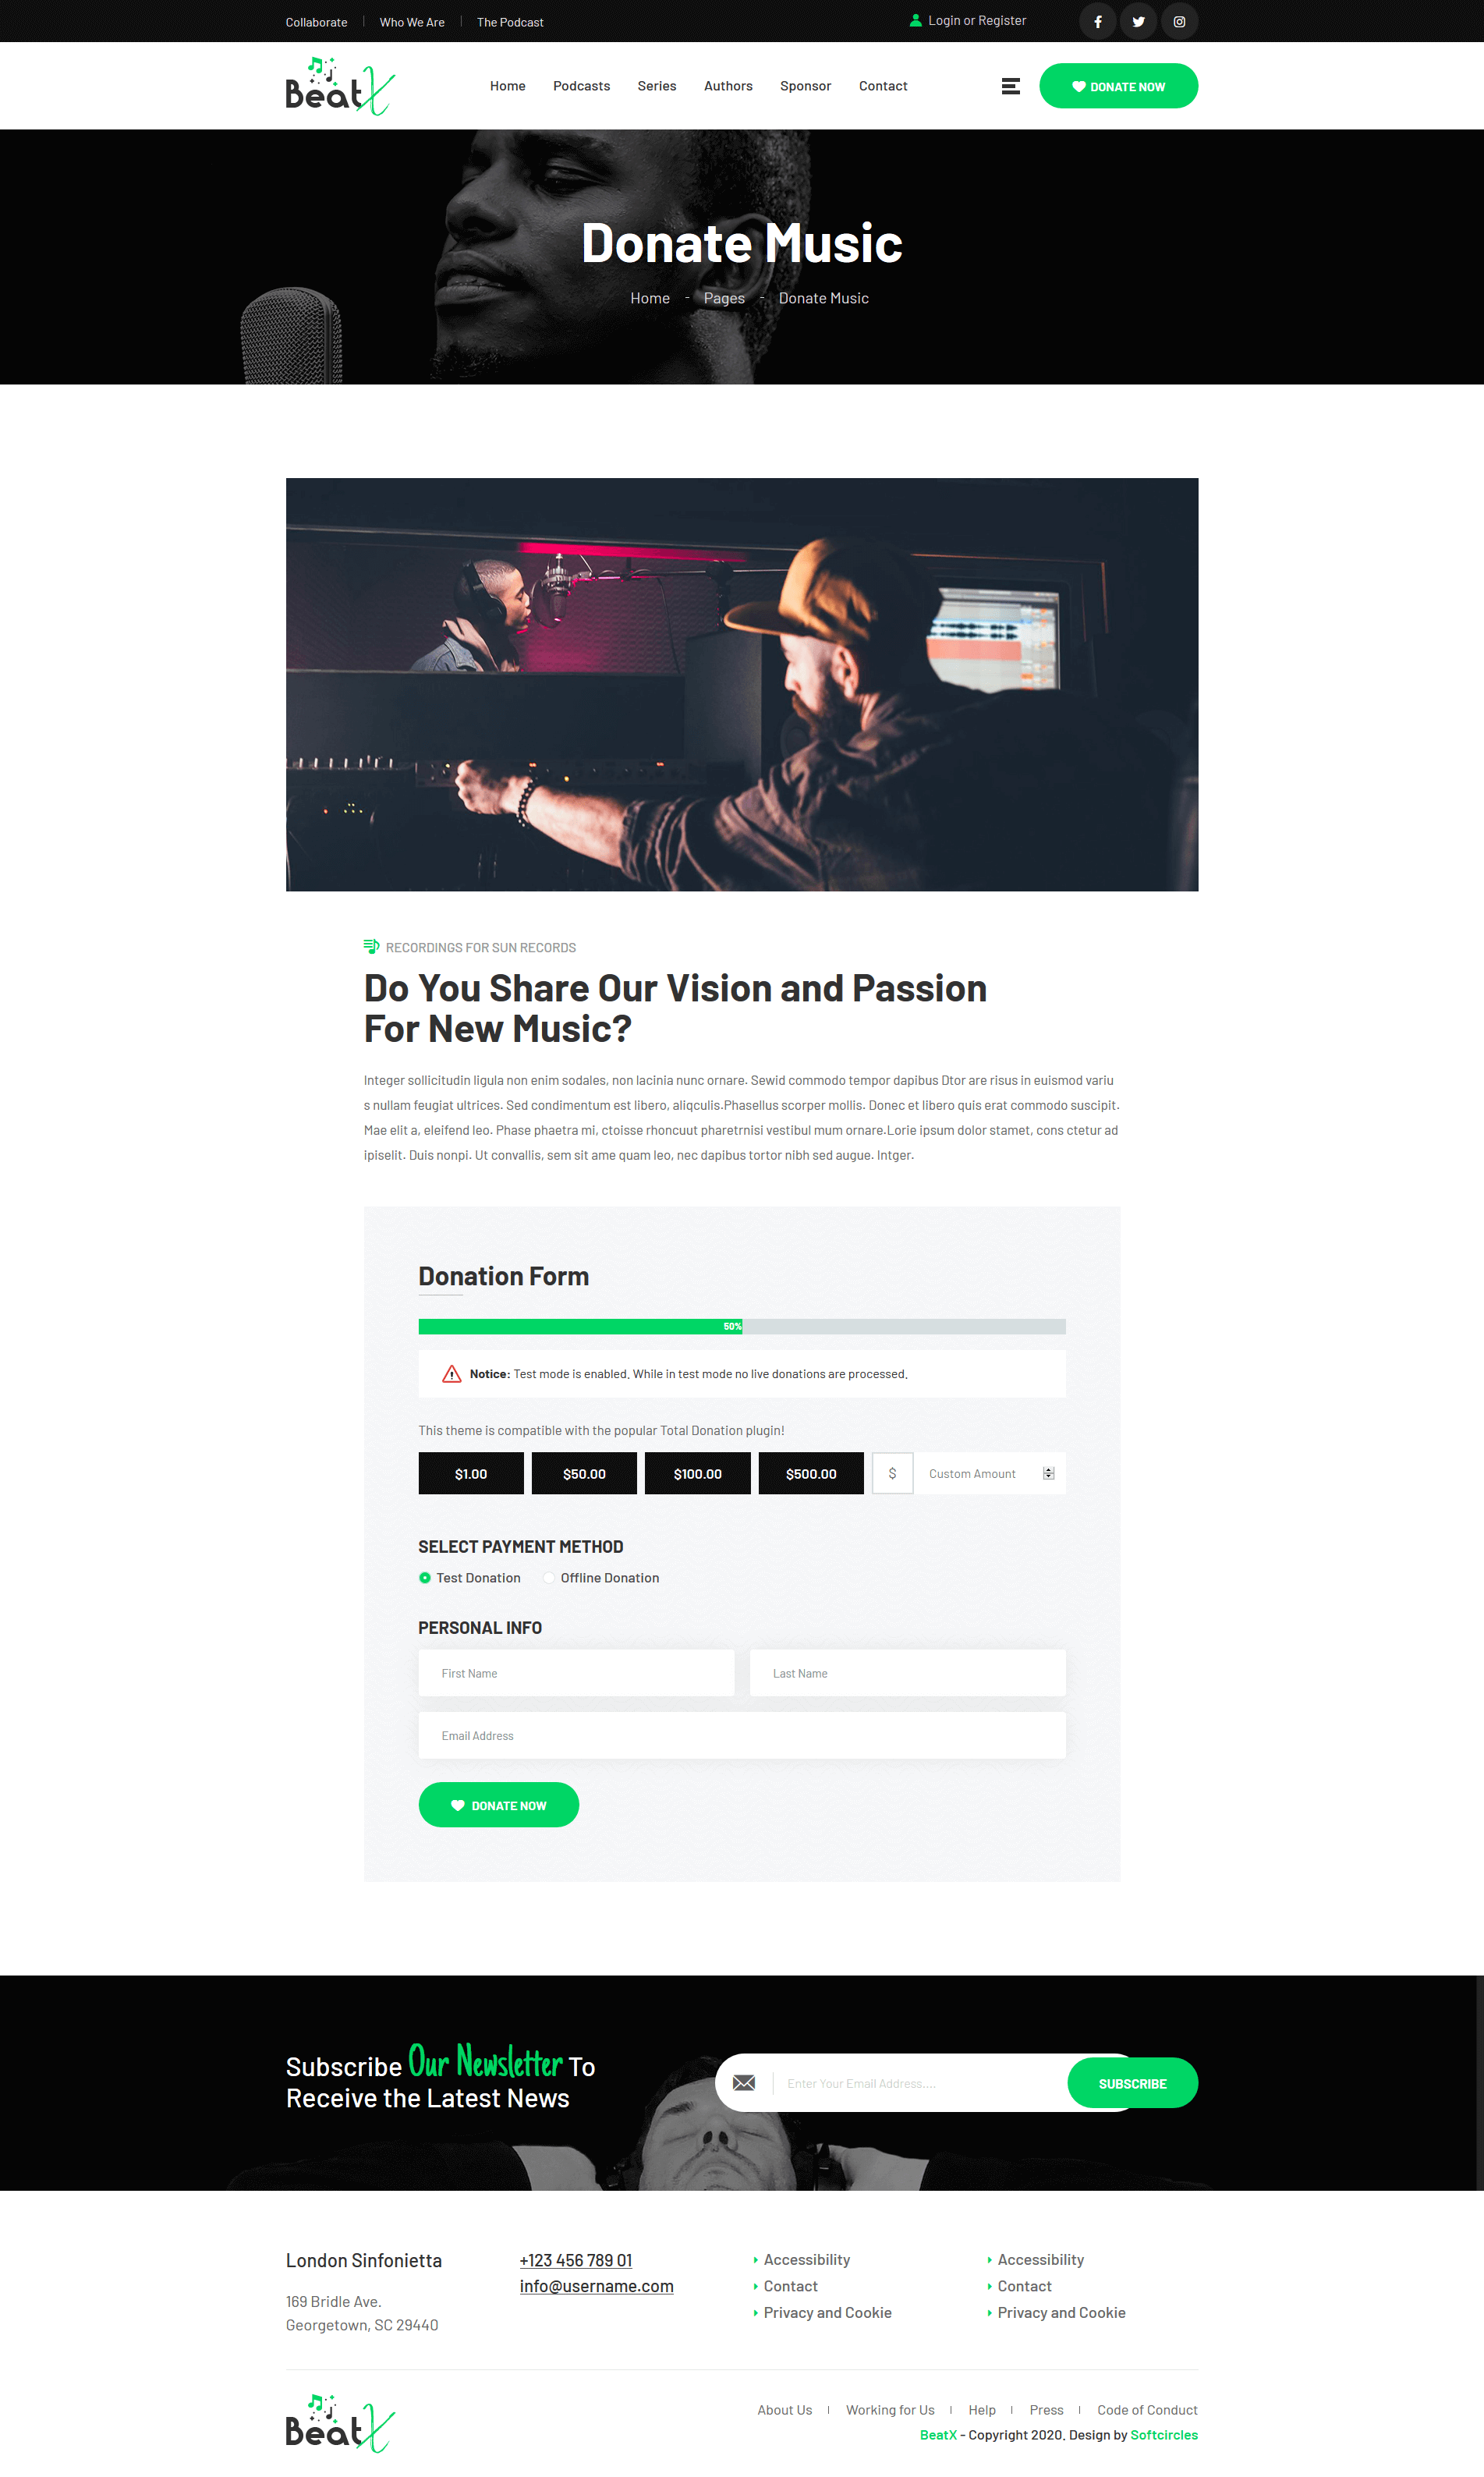 Collaborate Who We Are The Podcast Login or Register
BeatX Home Podcasts Series Authors Sponsor Contact DONATE NOW
Donate Music
Home - Pages - Donate Music
RECORDINGS FOR SUN RECORDS
Do You Share Our Vision and Passion
For New Music?
Integer sollicitudin ligula non enim sodales, non lacinia nunc ornare. Sewid commodo tempor dapibus Dtor are risus in euismod variu
s nullam feugiat ultrices. Sed condimentum est libero, aliqculis.Phasellus scorper mollis. Donec et libero quis erat commodo suscipit.
Mae elit a, eleifend leo. Phase phaetra mi, ctoisse rhoncuut pharetrnisi vestibul mum ornare.Lorie ipsum dolor stamet, cons ctetur ad
ipiselit. Duis nonpi. Ut convallis, sem sit ame quam leo, nec dapibus tortor nibh sed augue. Intger.
Donation Form
50%
Notice: Test mode is enabled. While in test mode no live donations are processed.
This theme is compatible with the popular Total Donation plugin!
$1.00 $50.00 $100.00 $500.00 $ Custom Amount
SELECT PAYMENT METHOD
Test Donation Offline Donation
PERSONAL INFO
First Name Last Name
Email Address
DONATE NOW
Subscribe Our Newsletter To
Receive the Latest News
Enter Your Email Address.... SUBSCRIBE
London Sinfonietta
169 Bridle Ave.
Georgetown, SC 29440
+123 456 789 01
info@username.com
Accessibility
Contact
Privacy and Cookie
Accessibility
Contact
Privacy and Cookie
BeatX
About Us Working for Us Help Press Code of Conduct
BeatX - Copyright 2020. Design by Softcircles